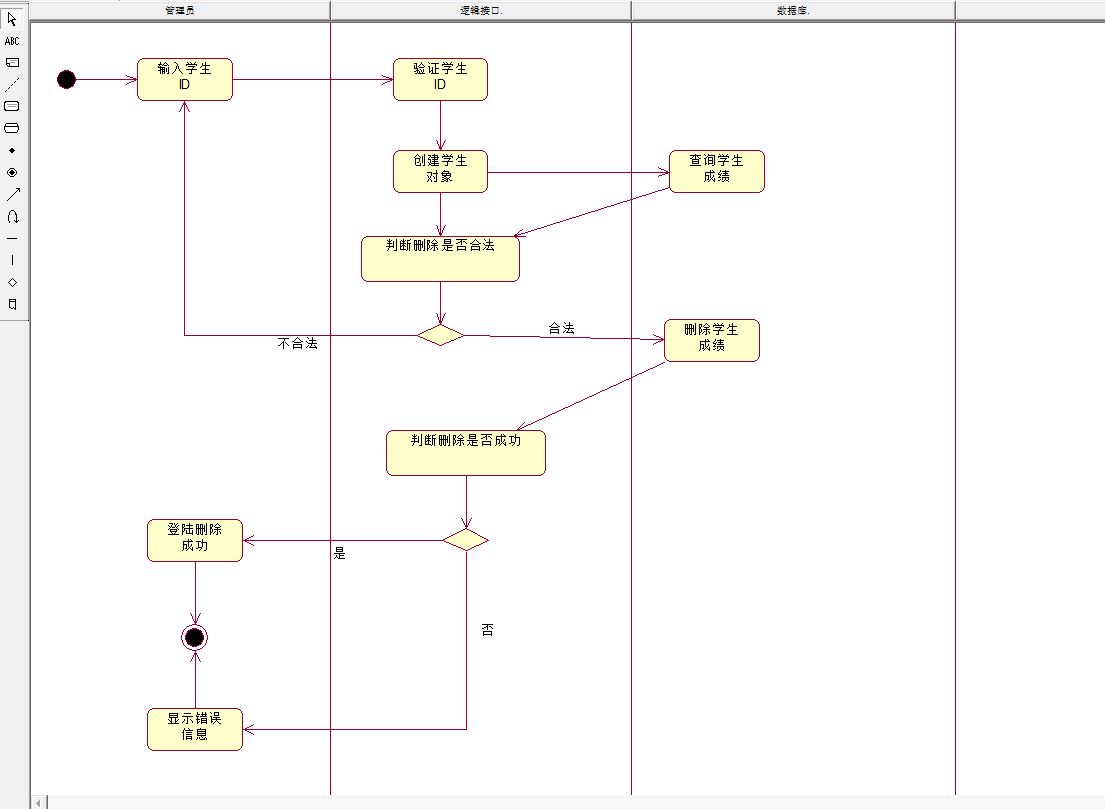 管理员
逻辑接口.
数据库.
ABC
输入学生
ID
验证学生
ID
创建学生
对象
查询学生
成绩
判断删除是否合法
合法
不合法
删除学生
成绩
判断删除是否成功
登陆删除
成功
是
否
显示错误
信息